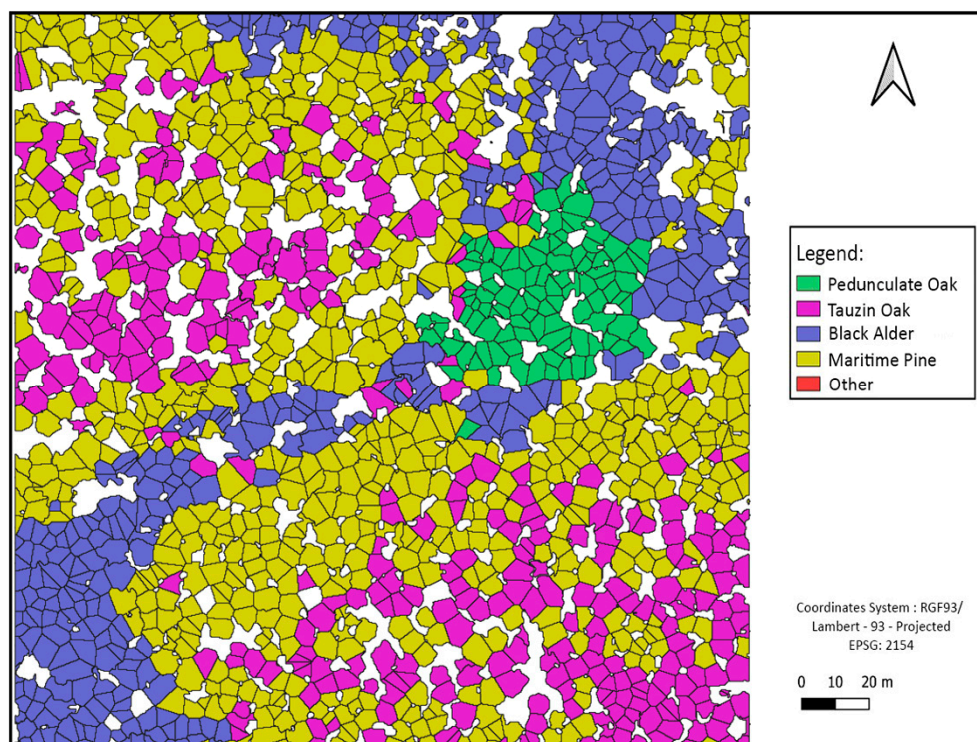 Legend:
Pedunculate Oak
Tauzin Oak
Black Alder
Maritime Pine
Other
Coordinates System : RGF93/
Lambert - 93 - Projected
EPSG: 2154
0 10 20 m